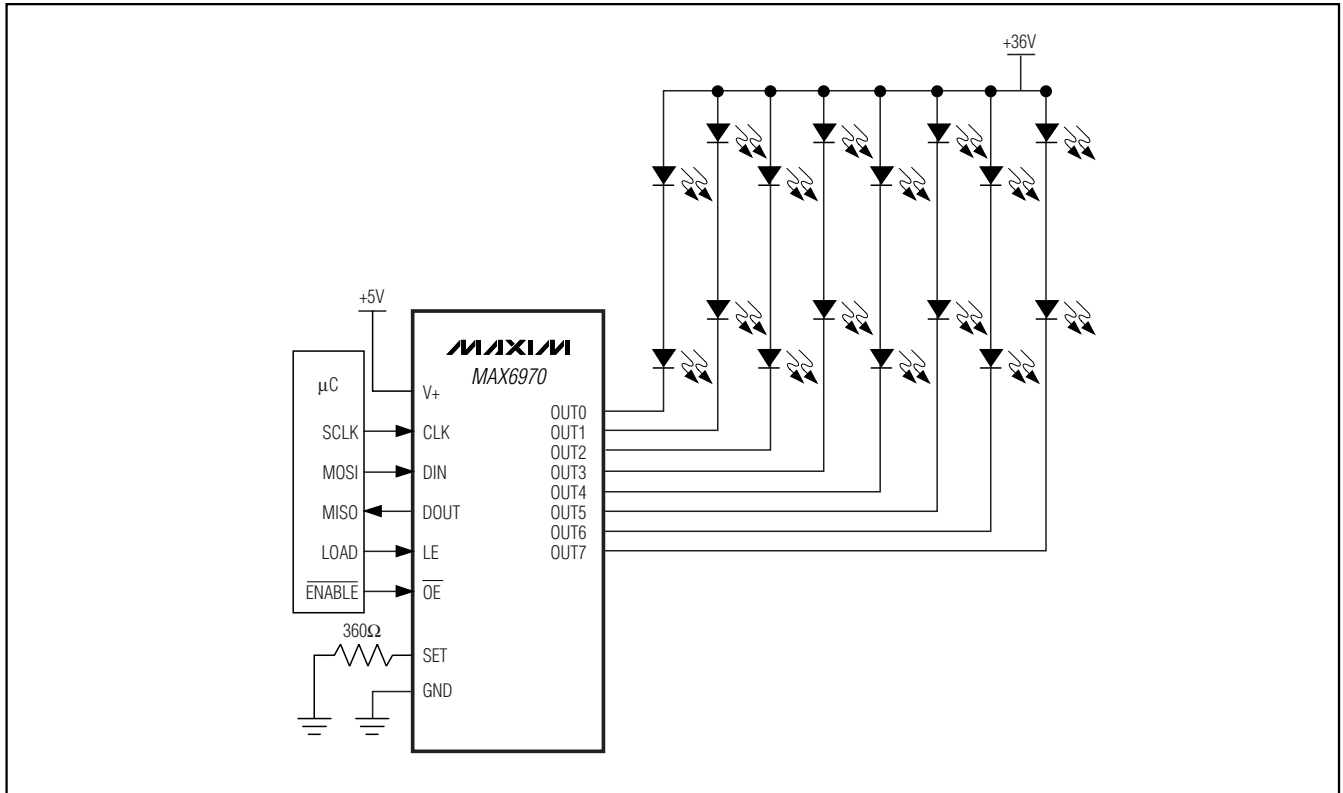 +36V
+5V
MAXIM
MAX6970
µC
V+
SCLK
CLK
MOSI
DIN
MISO
DOUT
LOAD
LE
ENABLE
OE
OUT0
OUT1
OUT2
OUT3
OUT4
OUT5
OUT6
OUT7
360Ω
SET
GND